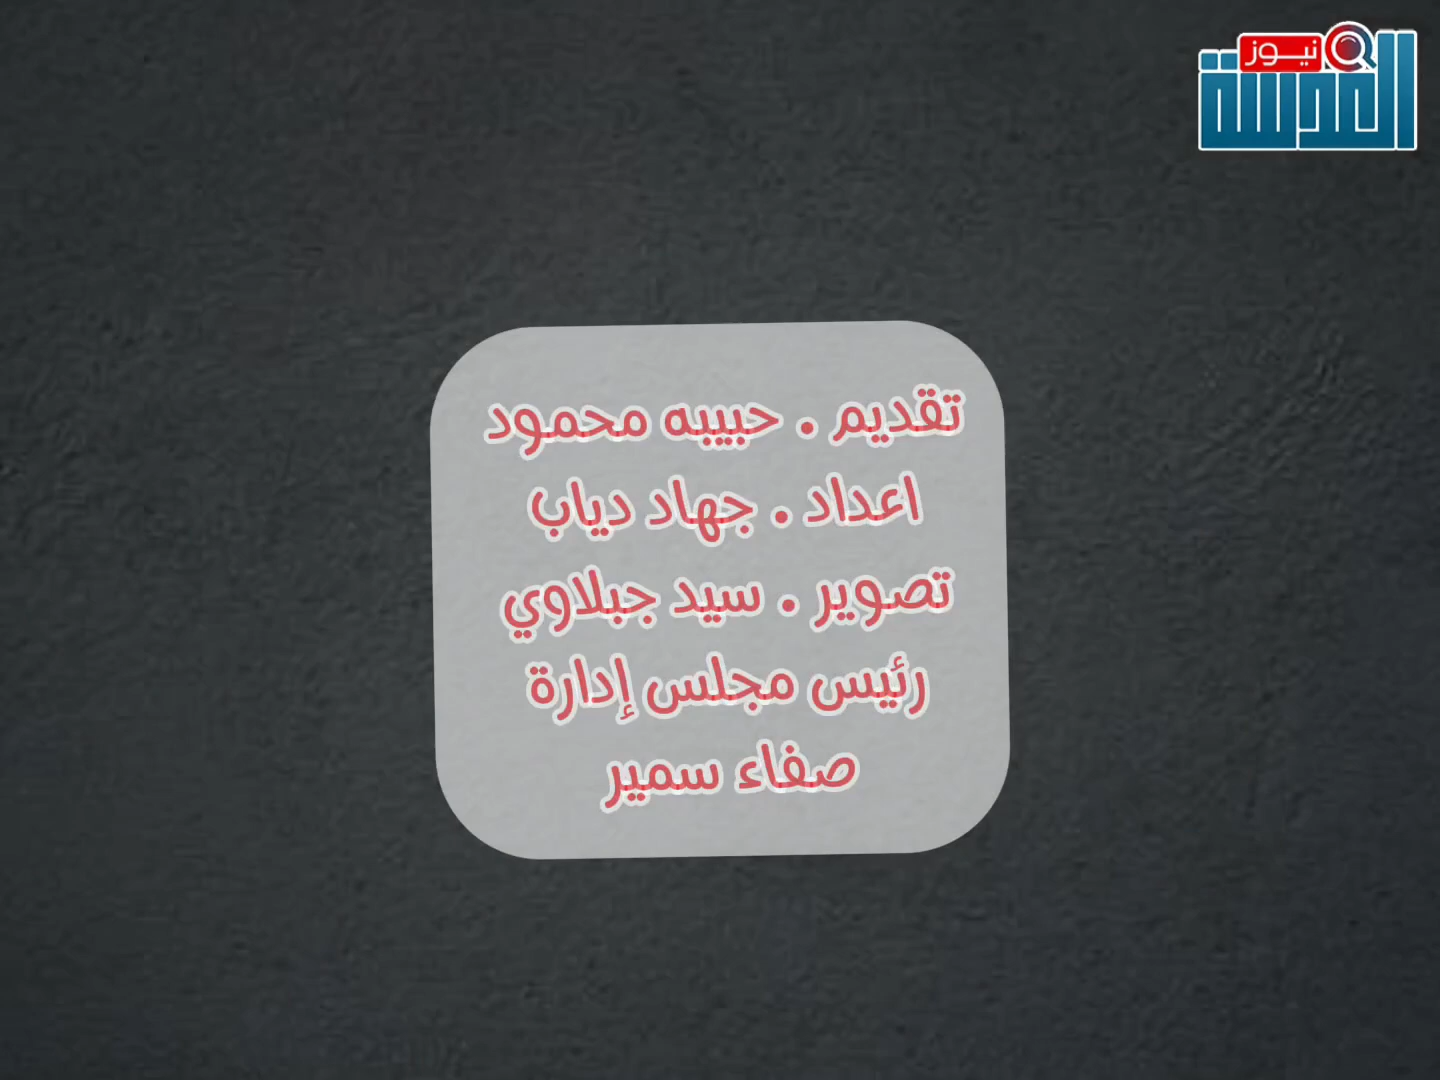 نيوز
تقديم . حبيبه محمود
اعداد . جهاد دياب
تصوير . سيد جبلاوي
رئيس مجلس إدارة
صفاء سمير